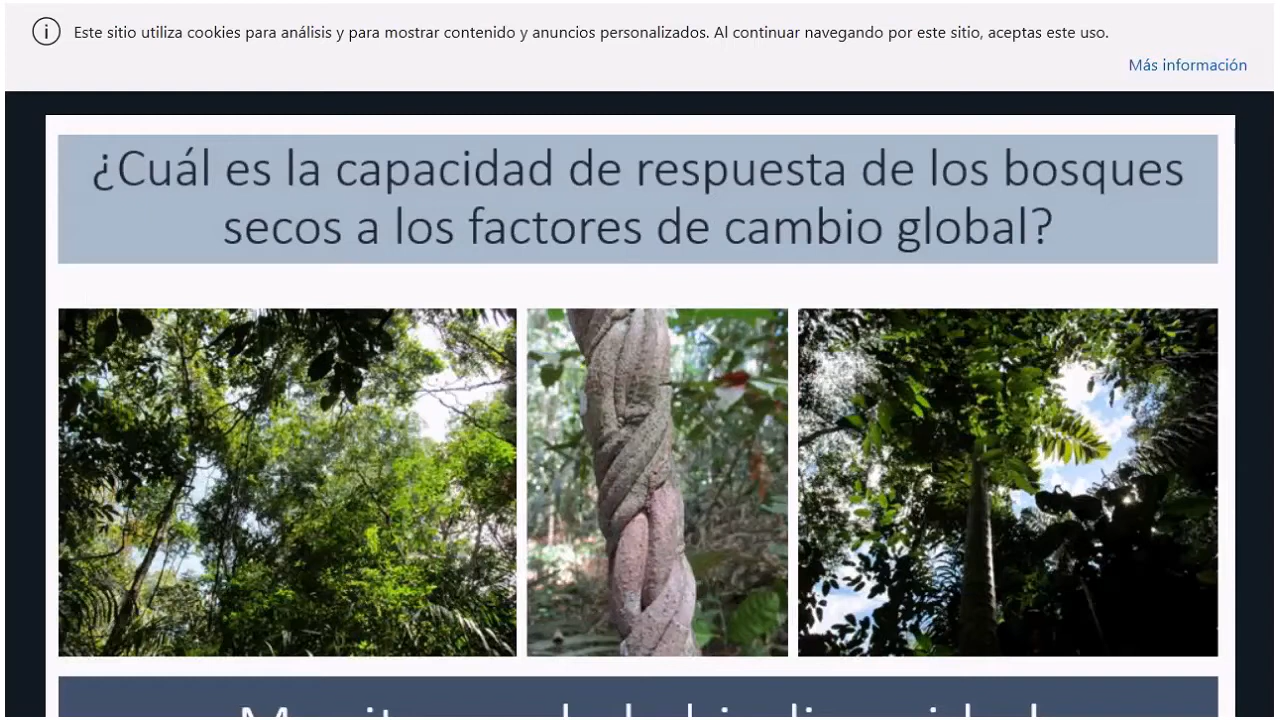 Este sitio utiliza cookies para análisis y para mostrar contenido y anuncios personalizados. Al continuar navegando por este sitio, aceptas este uso.
Más información
¿Cuál es la capacidad de respuesta de los bosques
secos a los factores de cambio global?